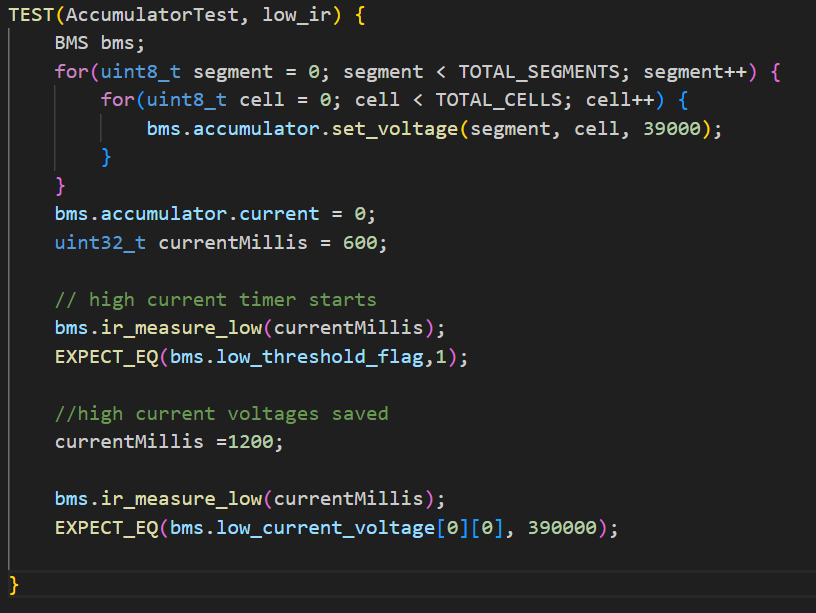 TEST(AccumulatorTest, low_ir) {
    BMS bms;
    for(uint8_t segment = 0; segment < TOTAL_SEGMENTS; segment++) {
        for(uint8_t cell = 0; cell < TOTAL_CELLS; cell++) {
            bms.accumulator.set_voltage(segment, cell, 39000);
        }
    }
    bms.accumulator.current = 0;
    uint32_t currentMillis = 600;
    // high current timer starts
    bms.ir_measure_low(currentMillis);
    EXPECT_EQ(bms.low_threshold_flag,1);
    //high current voltages saved
    currentMillis =1200;
    bms.ir_measure_low(currentMillis);
    EXPECT_EQ(bms.low_current_voltage[0][0], 390000);
}